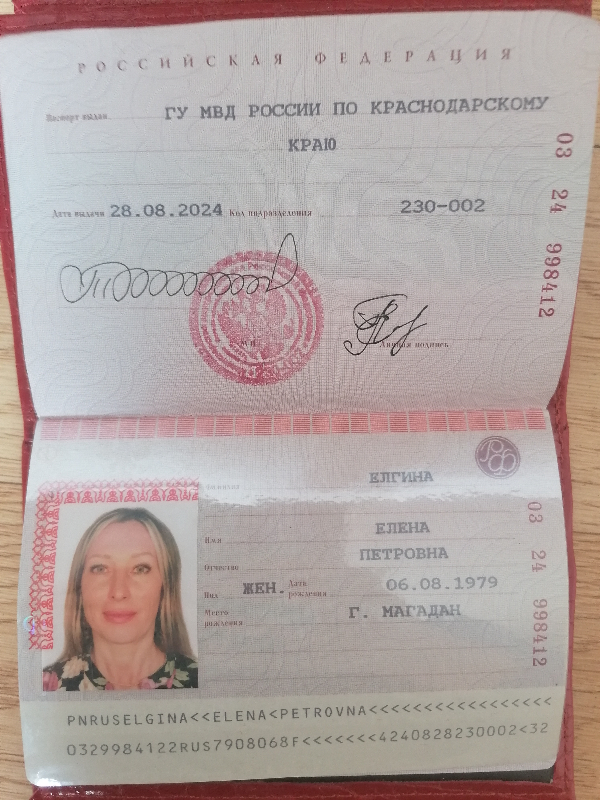 РОССИЙСКАЯ ФЕДЕРАЦИЯ
Паспорт выдан ГУ МВД РОССИИ ПО КРАСНОДАРСКОМУ
КРАЮ
Дата выдачи 28.08.2024 Код подразделения 230-002
М.П.
Личная подпись
03 24 998412
РФ
Фамилия ЕЛГИНА
Имя ЕЛЕНА
Отчество ПЕТРОВНА
Пол ЖЕН. Дата рождения 06.08.1979
Место рождения Г. МАГАДАН
03 24 998412
PNRUSELGINA<<ELENA<PETROVNA<<<<<<<<<<<<<<<<<
0329984122RUS7908068F<<<<<<<4240828230002<32